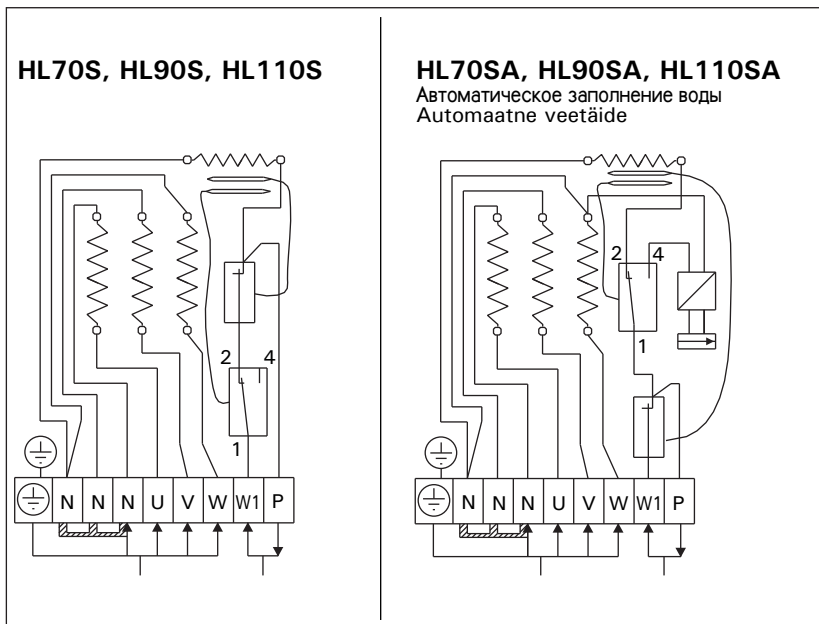 HL70S, HL90S, HL110S
2 4
1
N N N U V W W1 P
HL70SA, HL90SA, HL110SA
Автоматическое заполнение воды
Automaatne veetäide
2 4
1
N N N U V W W1 P